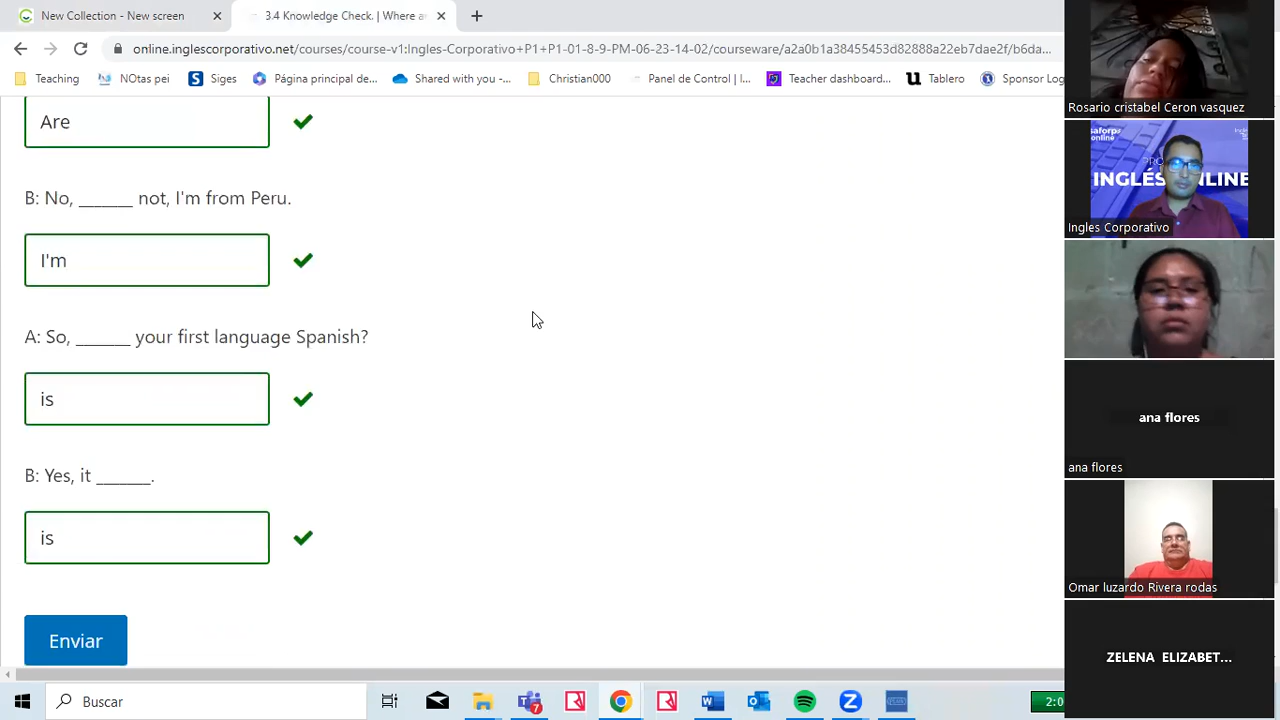 New conversation - New screen
3.4 Knowledge Check. | Where a
online.inglescorporativo.net/courses/course-v1:Ingles-Corporativo+P1+P1-01-8-9-PM-06-23-14-02/courseware/a2a0b1a38455453d82888a22eb7dae2f/b6da...
Teaching
NOtas pei
Siges
Página principal de...
Shared with you -...
Christian000
Panel de Control | I...
Teacher dashboard...
Tablero
Sponsor Log
Are
B: No, ______ not, I'm from Peru.
I'm
A: So, ______ your first language Spanish?
is
B: Yes, it ______.
is
Enviar
Buscar
2:0
Rosario cristabel Ceron vasquez
INGLÉS ONLINE
Ingles Corporativo
ana flores
ana flores
Omar luzardo Rivera rodas
ZELENA ELIZABET...